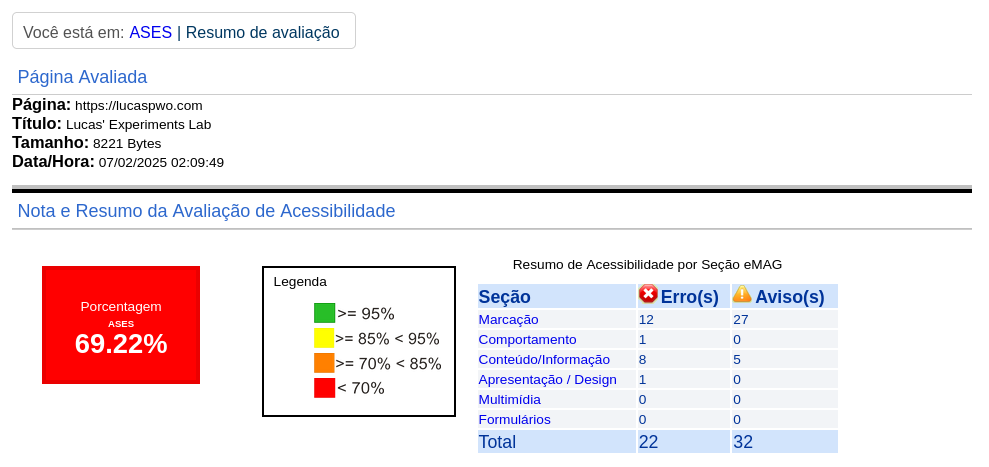 Você está em: ASES | Resumo de avaliação
Página Avaliada
Página: https://lucaspwo.com
Título: Lucas' Experiments Lab
Tamanho: 8221 Bytes
Data/Hora: 07/02/2025 02:09:49
Nota e Resumo da Avaliação de Acessibilidade
Porcentagem
ASES
69.22%
Legenda
>= 95%
>= 85% < 95%
>= 70% < 85%
< 70%
Resumo de Acessibilidade por Seção eMAG
Seção Erro(s) Aviso(s)
Marcação 12 27
Comportamento 1 0
Conteúdo/Informação 8 5
Apresentação / Design 1 0
Multimídia 0 0
Formulários 0 0
Total 22 32